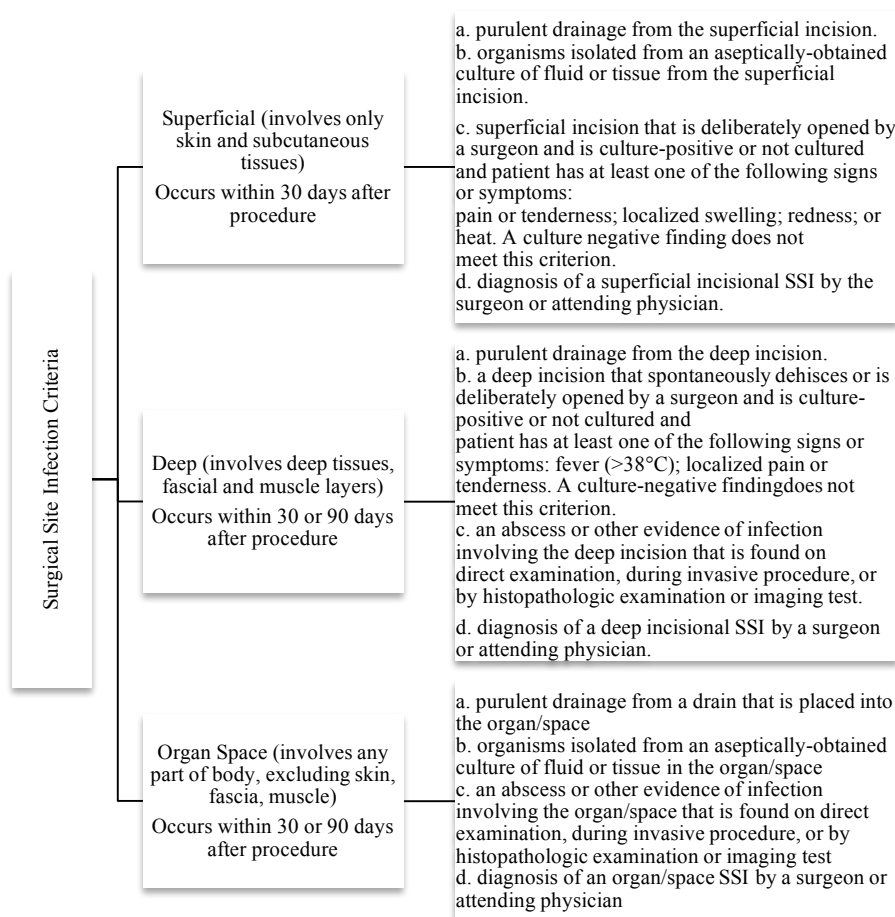 Surgical Site Infection Criteria
Superficial (involves only
skin and subcutaneous
tissues)
Occurs within 30 days after
procedure
a. purulent drainage from the superficial incision.
b. organisms isolated from an aseptically-obtained
culture of fluid or tissue from the superficial
incision.
c. superficial incision that is deliberately opened by
a surgeon and is culture-positive or not cultured
and patient has at least one of the following signs
or symptoms:
pain or tenderness; localized swelling; redness; or
heat. A culture negative finding does not
meet this criterion.
d. diagnosis of a superficial incisional SSI by the
surgeon or attending physician.
Deep (involves deep tissues,
fascial and muscle layers)
Occurs within 30 or 90 days
after procedure
a. purulent drainage from the deep incision.
b. a deep incision that spontaneously dehisces or is
deliberately opened by a surgeon and is culture-
positive or not cultured and
patient has at least one of the following signs or
symptoms: fever (>38°C); localized pain or
tenderness. A culture-negative findingdoes not
meet this criterion.
c. an abscess or other evidence of infection
involving the deep incision that is found on
direct examination, during invasive procedure, or
by histopathologic examination or imaging test.
d. diagnosis of a deep incisional SSI by a surgeon
or attending physician.
Organ Space (involves any
part of body, excluding skin,
fascia, muscle)
Occurs within 30 or 90 days
after procedure
a. purulent drainage from a drain that is placed into
the organ/space
b. organisms isolated from an aseptically-obtained
culture of fluid or tissue in the organ/space
c. an abscess or other evidence of infection
involving the organ/space that is found on direct
examination, during invasive procedure, or by
histopathologic examination or imaging test
d. diagnosis of an organ/space SSI by a surgeon or
attending physician